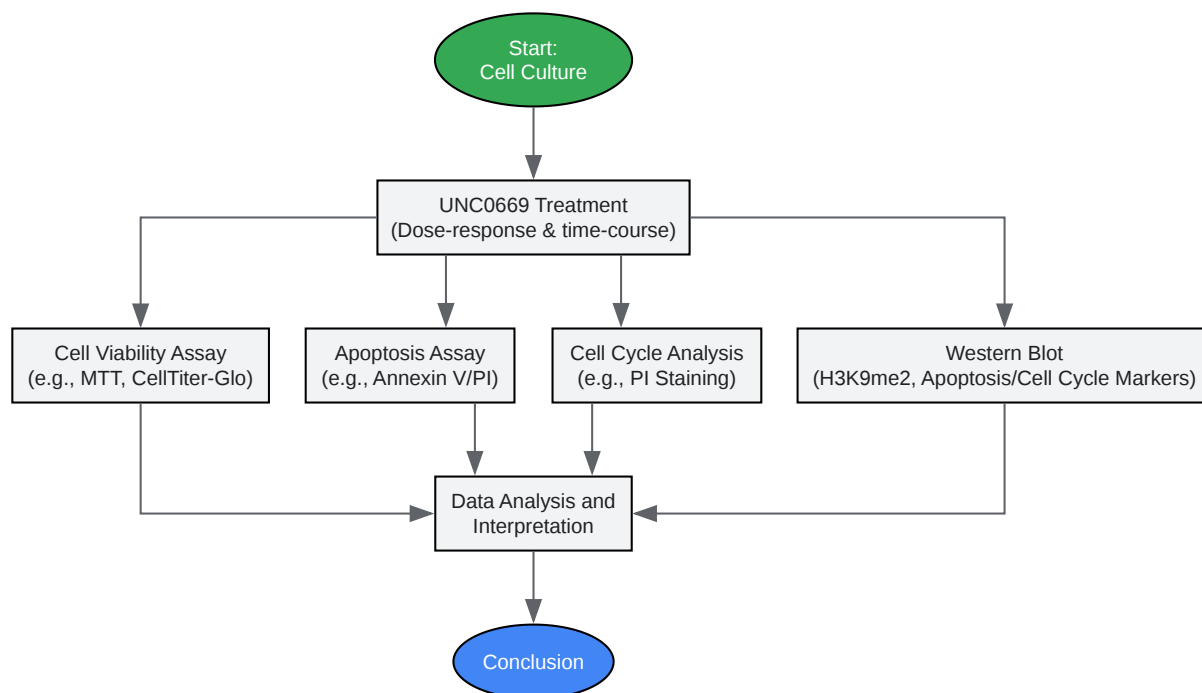 Start:
Cell Culture
UNC0669 Treatment
(Dose-response & time-course)
Cell Viability Assay
(e.g., MTT, CellTiter-Glo)
Apoptosis Assay
(e.g., Annexin V/PI)
Cell Cycle Analysis
(e.g., PI Staining)
Western Blot
(H3K9me2, Apoptosis/Cell Cycle Markers)
Data Analysis and
Interpretation
Conclusion